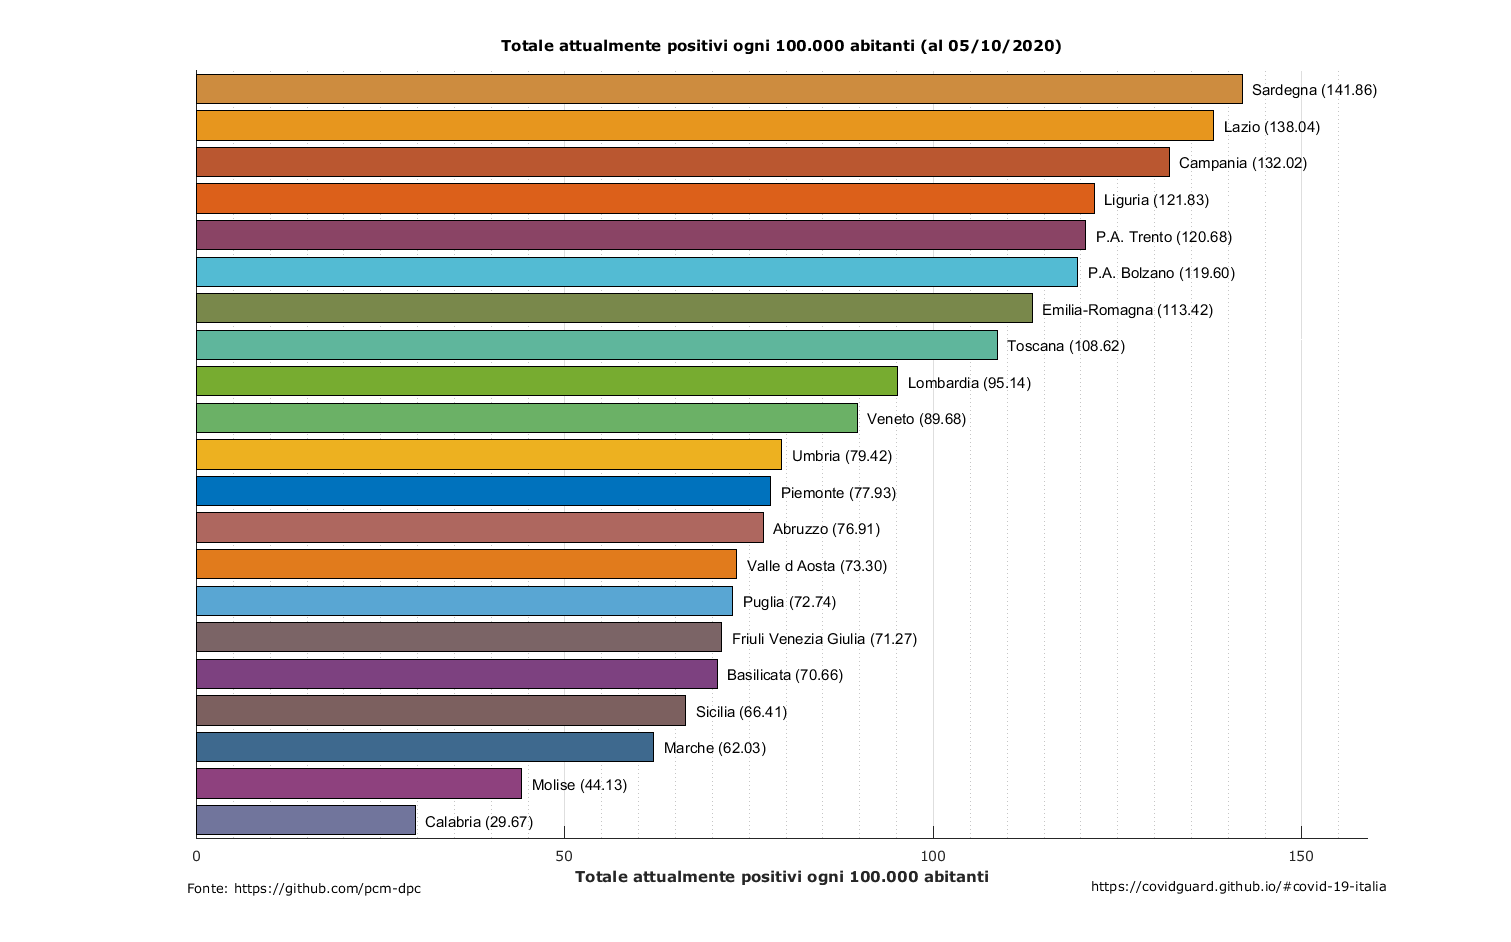 Totale attualmente positivi ogni 100.000 abitanti (al 05/10/2020)
Sardegna (141.86)
Lazio (138.04)
Campania (132.02)
Liguria (121.83)
P.A. Trento (120.68)
P.A. Bolzano (119.60)
Emilia-Romagna (113.42)
Toscana (108.62)
Lombardia (95.14)
Veneto (89.68)
Umbria (79.42)
Piemonte (77.93)
Abruzzo (76.91)
Valle d Aosta (73.30)
Puglia (72.74)
Friuli Venezia Giulia (71.27)
Basilicata (70.66)
Sicilia (66.41)
Marche (62.03)
Molise (44.13)
Calabria (29.67)
0 50 100 150
Totale attualmente positivi ogni 100.000 abitanti
Fonte: https://github.com/pcm-dpc
https://covidguard.github.io/#covid-19-italia